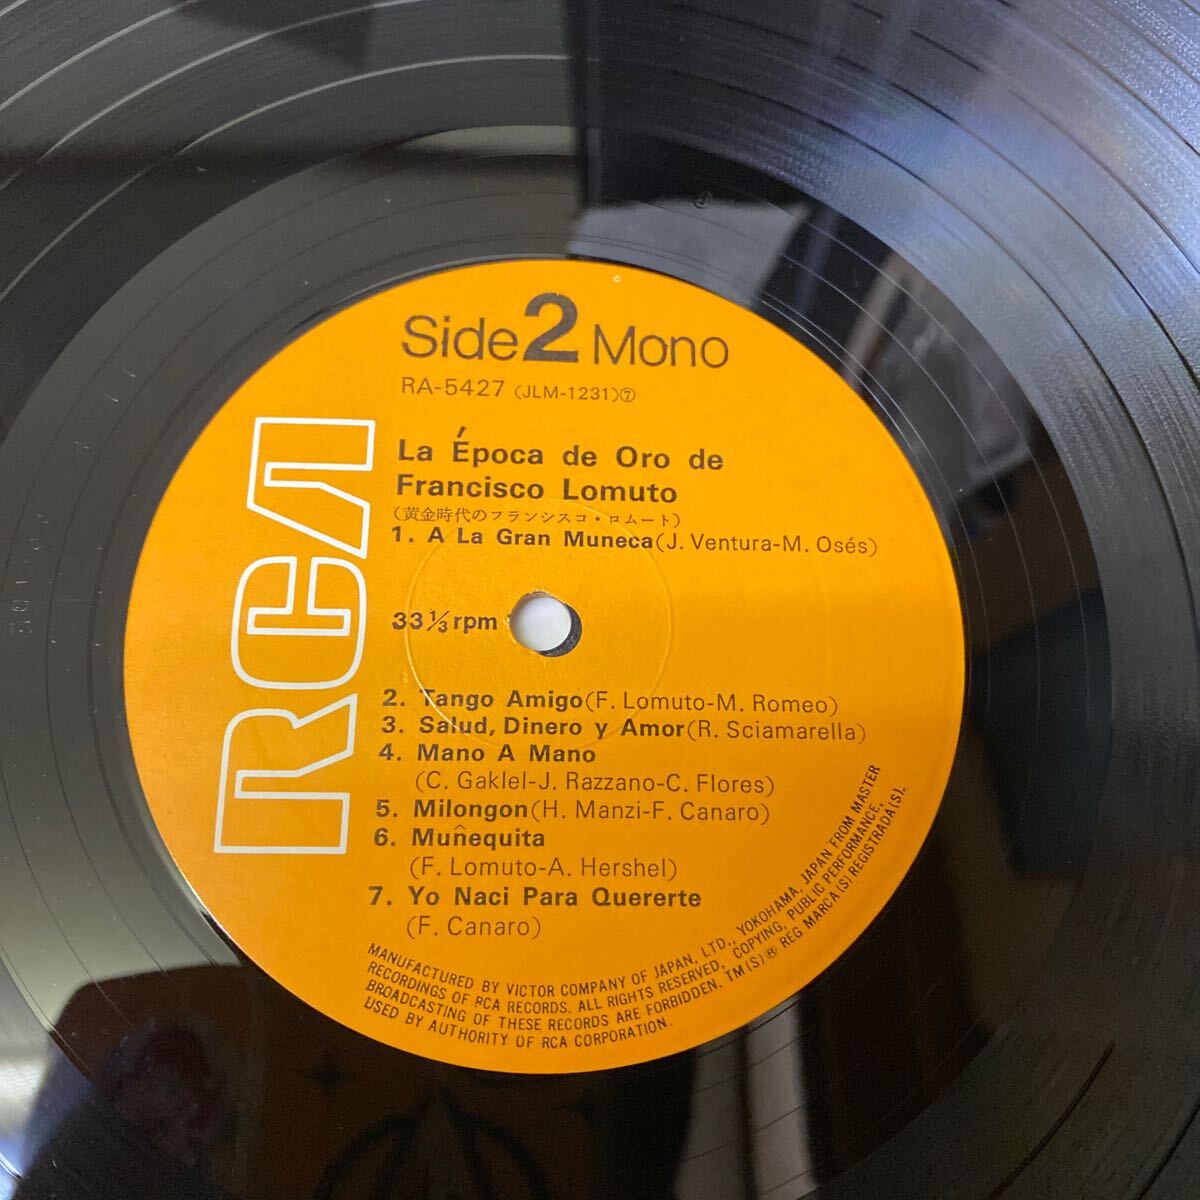 Side 2 Mono
RA-5427 (JLM-1231)⑦
La Época de Oro de
Francisco Lomuto
(黄金時代のフランシスコ・ロムート)
1. A La Gran Muneca(J. Ventura-M. Osés)
33⅓rpm
2. Tango Amigo(F. Lomuto-M. Romeo)
3. Salud, Dinero y Amor(R. Sciamarella)
4. Mano A Mano
(C. Gaklel-J. Razzano-C. Flores)
5. Milongon(H. Manzi-F. Canaro)
6. Muñequita
(F. Lomuto-A. Hershel)
7. Yo Naci Para Quererte
(F. Canaro)
RCA
MANUFACTURED BY VICTOR COMPANY OF JAPAN, LTD., YOKOHAMA, JAPAN FROM MASTER
RECORDINGS OF RCA RECORDS. ALL RIGHTS RESERVED, COPYING, PUBLIC PERFORMANCE,
BROADCASTING OF THESE RECORDS ARE FORBIDDEN. TM(S)® REG MARCA(S) REGISTRADA(S).
USED BY AUTHORITY OF RCA CORPORATION.